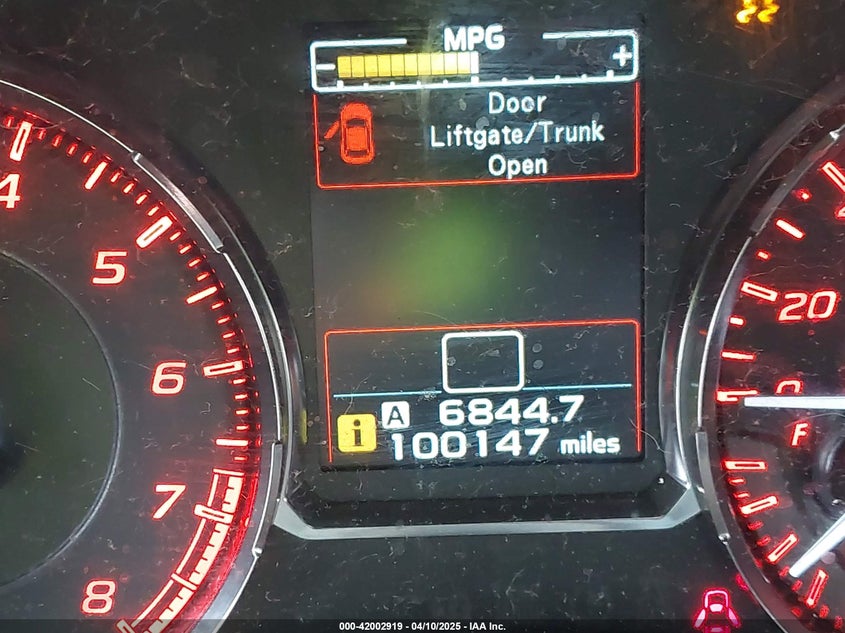 MPG
- +
Door
Liftgate/Trunk
Open
4
5
6
7
8
20
0
F
i A 6844.7
100147 miles
000-42002919 - 04/10/2025 - IAA Inc.